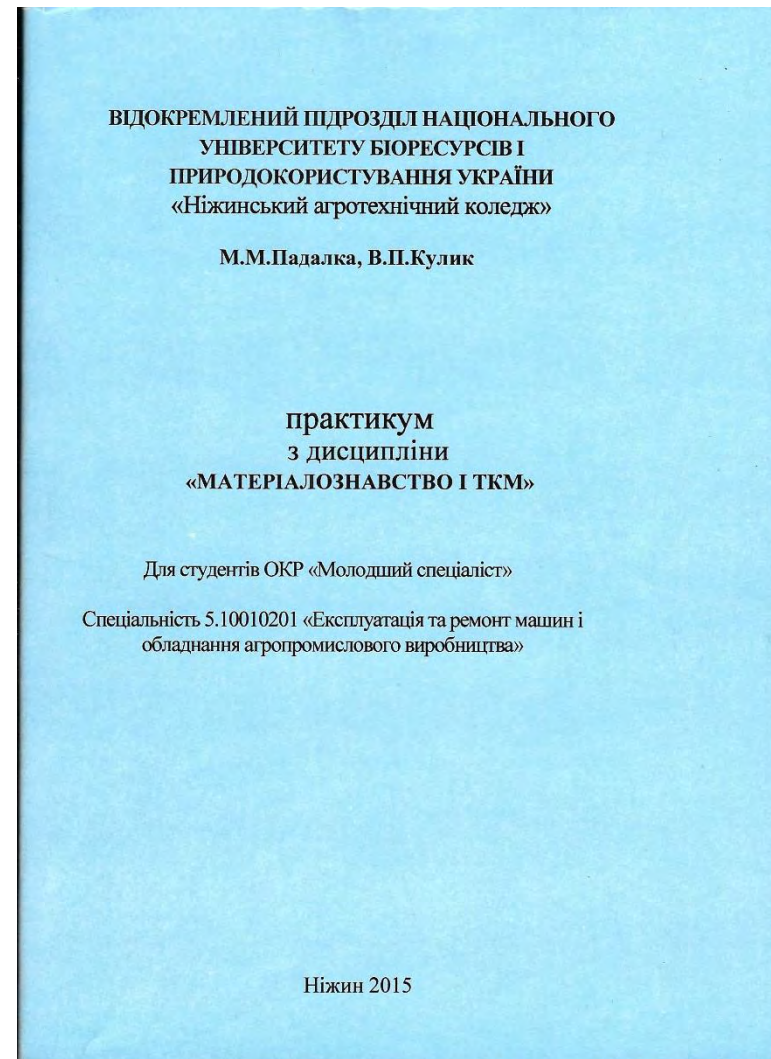 ВІДОКРЕМЛЕНИЙ ПІДРОЗДІЛ НАЦІОНАЛЬНОГО
УНІВЕРСИТЕТУ БІОРЕСУРСІВ І
ПРИРОДОКОРИСТУВАННЯ УКРАЇНИ
«Ніжинський агротехнічний коледж»
М.М.Падалка, В.П.Кулик
практикум
з дисципліни
«МАТЕРІАЛОЗНАВСТВО І ТКМ»
Для студентів ОКР «Молодший спеціаліст»
Спеціальність 5.10010201 «Експлуатація та ремонт машин і
обладнання агропромислового виробництва»
Ніжин 2015